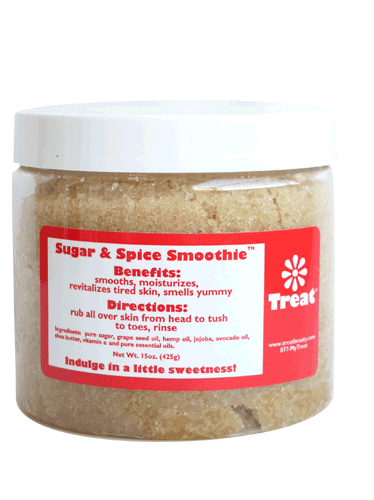 Sugar & Spice Smoothie™
Benefits:
smooths, moisturizes,
revitalizes tired skin, smells yummy
Directions:
rub all over skin from head to tush
to toes, rinse
Ingredients: pure sugar, grape seed oil, hemp oil, jojoba, avocado oil,
shea butter, vitamin e and pure essential oils.
Net Wt. 15oz. (425g)
Indulge in a little sweetness!
Treat™
www.treatbeauty.com
877-MyTreat